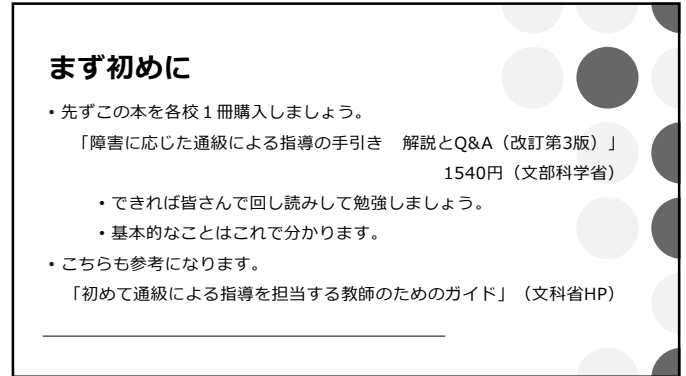 まず初めに
・先ずこの本を各校１冊購入しましょう。
「障害に応じた通級による指導の手引き　解説とQ&A（改訂第3版）」
1540円（文部科学省）
・できれば皆さんで回し読みして勉強しましょう。
・基本的なことはこれで分かります。
・こちらも参考になります。
「初めて通級による指導を担当する教師のためのガイド」（文科省HP）